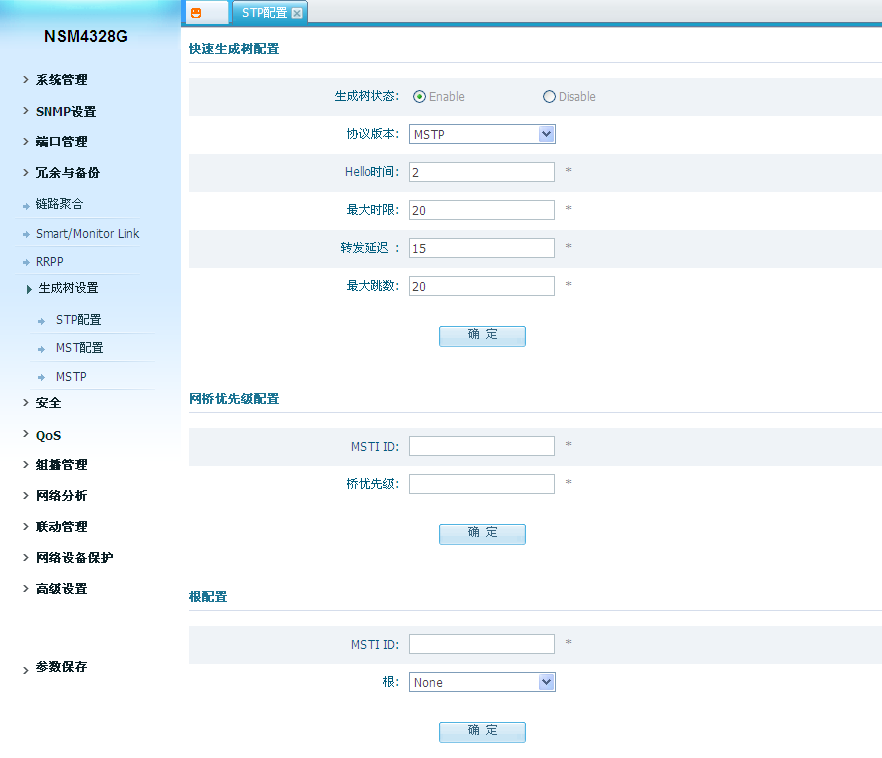 STP配置
NSM4328G
系统管理
SNMP设置
端口管理
冗余与备份
链路聚合
Smart/Monitor Link
RRPP
生成树设置
STP配置
MST配置
MSTP
安全
QoS
组播管理
网络分析
联动管理
网络设备保护
高级设置
参数保存
快速生成树配置
生成树状态: Enable Disable
协议版本: MSTP
Hello时间: 2 *
最大时限: 20 *
转发延迟 : 15 *
最大跳数: 20 *
确 定
网桥优先级配置
MSTI ID: *
桥优先级: *
确 定
根配置
MSTI ID: *
根: None
确 定